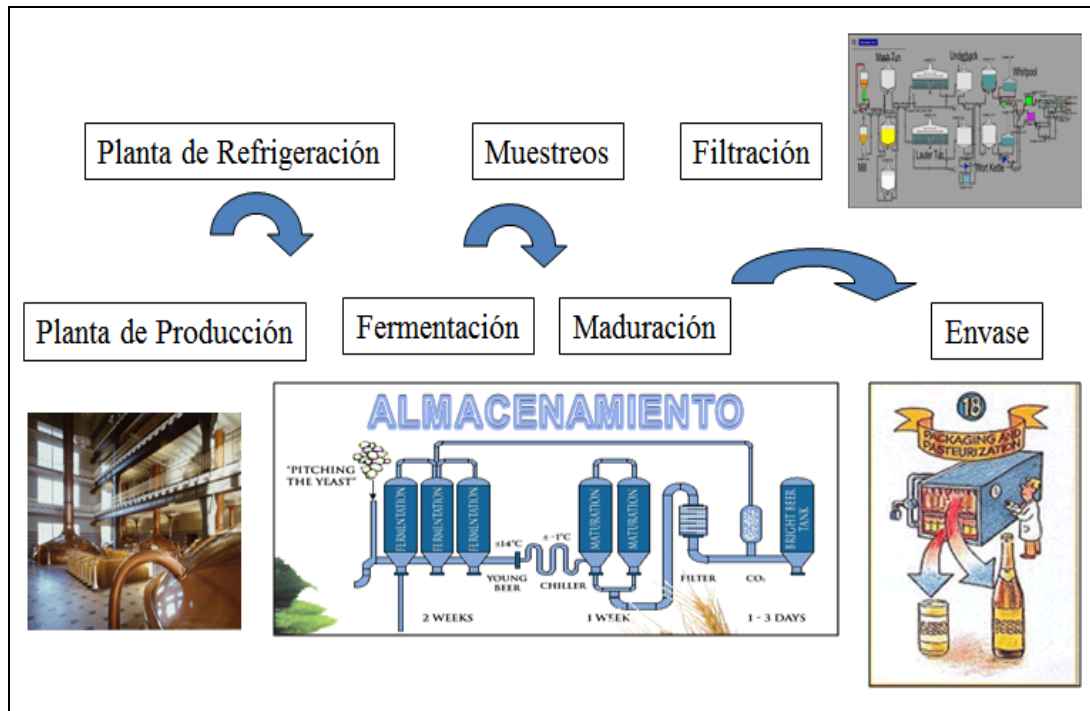 Mash Tun
Underback
Whirlpool
Mill
Lauter Tun
Wort Kettle
Planta de Refrigeración
Muestreos
Filtración
Planta de Producción
Fermentación
Maduración
Envase
ALMACENAMIENTO
"PITCHING
THE YEAST"
FERMENTATION
FERMENTATION
FERMENTATION
±14°C
YOUNG
BEER
± -1°C
CHILLER
MATURATION
MATURATION
FILTER
CO₂
BRIGHT BEER
TANK
2 WEEKS
1 WEEK
1 - 3 DAYS
18
PACKAGING AND
PASTEURIZATION